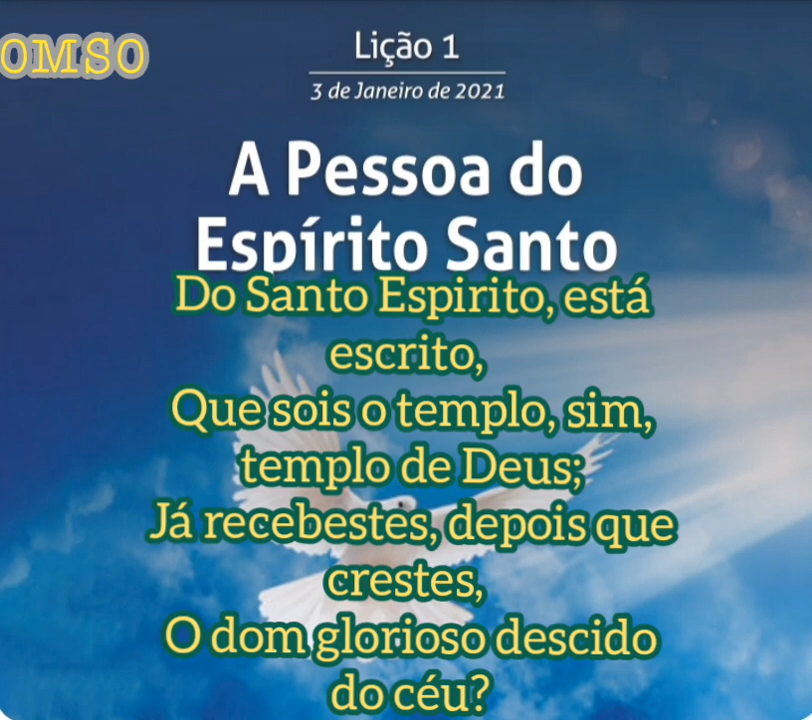 OMSO
Lição 1
3 de Janeiro de 2021
A Pessoa do
Espírito Santo
Do Santo Espirito, está
escrito,
Que sois o templo, sim,
templo de Deus;
Já recebestes, depois que
crestes,
O dom glorioso descido
do céu?